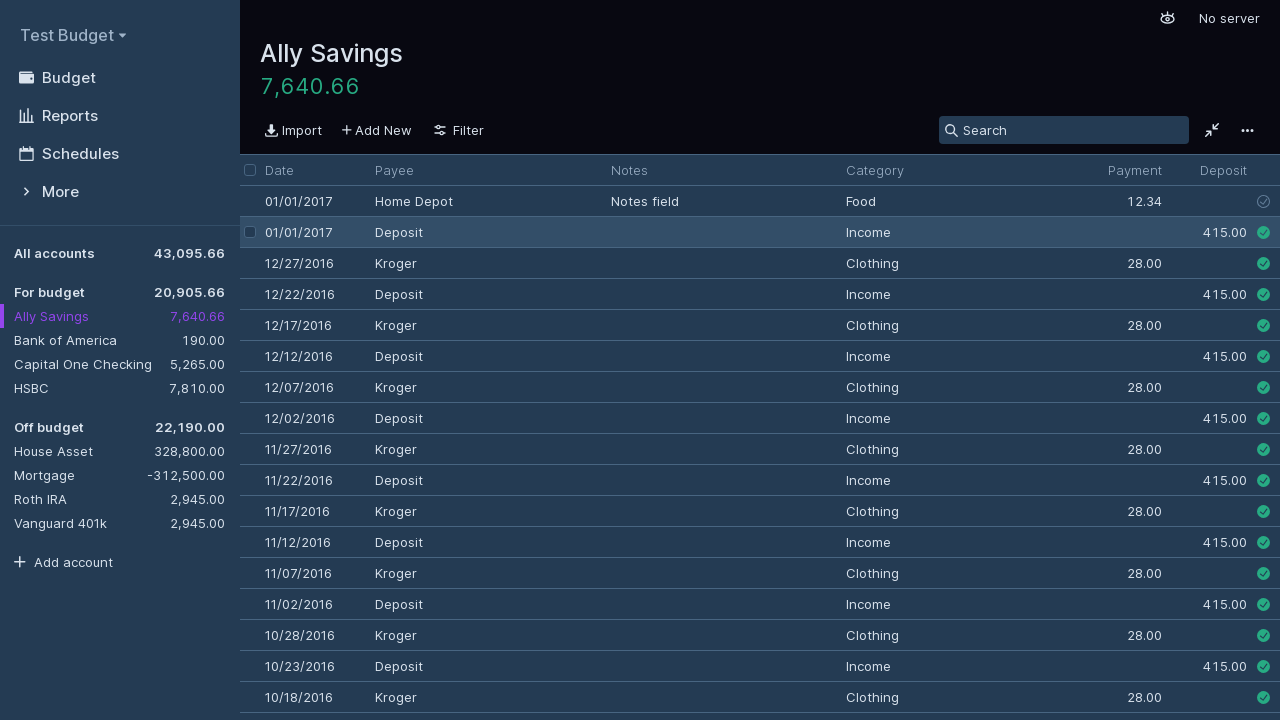 Test Budget
Budget
Reports
Schedules
More
All accounts 43,095.66
For budget 20,905.66
Ally Savings 7,640.66
Bank of America 190.00
Capital One Checking 5,265.00
HSBC 7,810.00
Off budget 22,190.00
House Asset 328,800.00
Mortgage -312,500.00
Roth IRA 2,945.00
Vanguard 401k 2,945.00
Add account
No server
Ally Savings
7,640.66
Import Add New Filter Search
Date Payee Notes Category Payment Deposit
01/01/2017 Home Depot Notes field Food 12.34
01/01/2017 Deposit Income 415.00
12/27/2016 Kroger Clothing 28.00
12/22/2016 Deposit Income 415.00
12/17/2016 Kroger Clothing 28.00
12/12/2016 Deposit Income 415.00
12/07/2016 Kroger Clothing 28.00
12/02/2016 Deposit Income 415.00
11/27/2016 Kroger Clothing 28.00
11/22/2016 Deposit Income 415.00
11/17/2016 Kroger Clothing 28.00
11/12/2016 Deposit Income 415.00
11/07/2016 Kroger Clothing 28.00
11/02/2016 Deposit Income 415.00
10/28/2016 Kroger Clothing 28.00
10/23/2016 Deposit Income 415.00
10/18/2016 Kroger Clothing 28.00